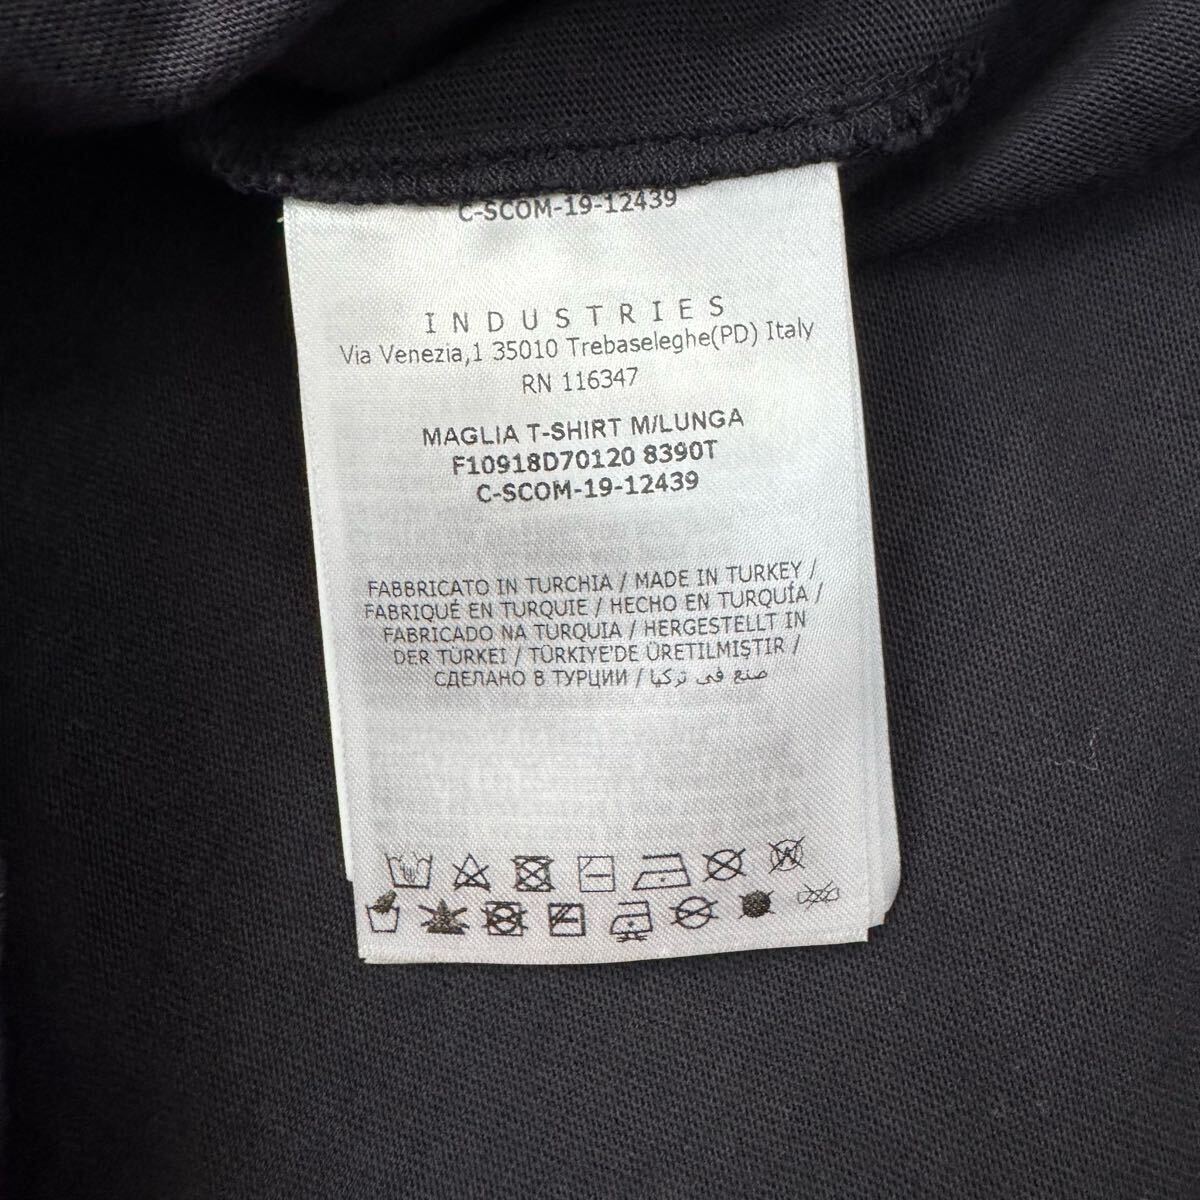 C-SCOM-19-12439
INDUSTRIES
Via Venezia,1 35010 Trebaseleghe(PD) Italy
RN 116347
MAGLIA T-SHIRT M/LUNGA
F10918D70120 8390T
C-SCOM-19-12439
FABBRICATO IN TURCHIA / MADE IN TURKEY /
FABRIQUÉ EN TURQUIE / HECHO EN TURQUÍA /
FABRICADO NA TURQUIA / HERGESTELLT IN
DER TÜRKEI / TÜRKIYE'DE ÜRETILMIŞTIR /
СДЕЛАНО В ТУРЦИИ / صنع في تركيا